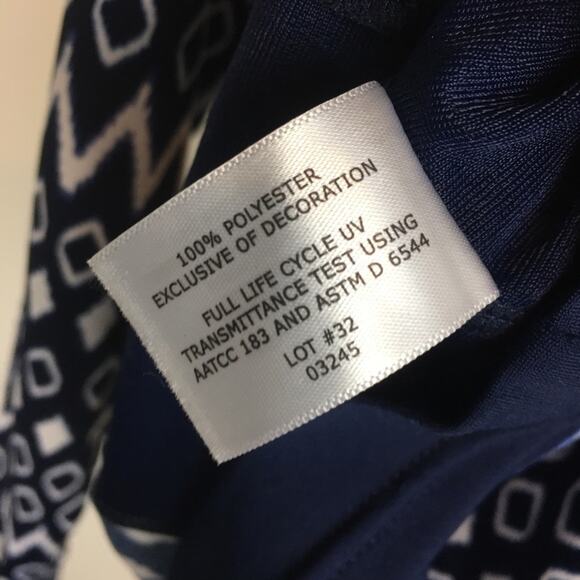 100% POLYESTER
EXCLUSIVE OF DECORATION
FULL LIFE CYCLE UV
TRANSMITTANCE TEST USING
AATCC 183 AND ASTM D 6544
LOT #32
03245